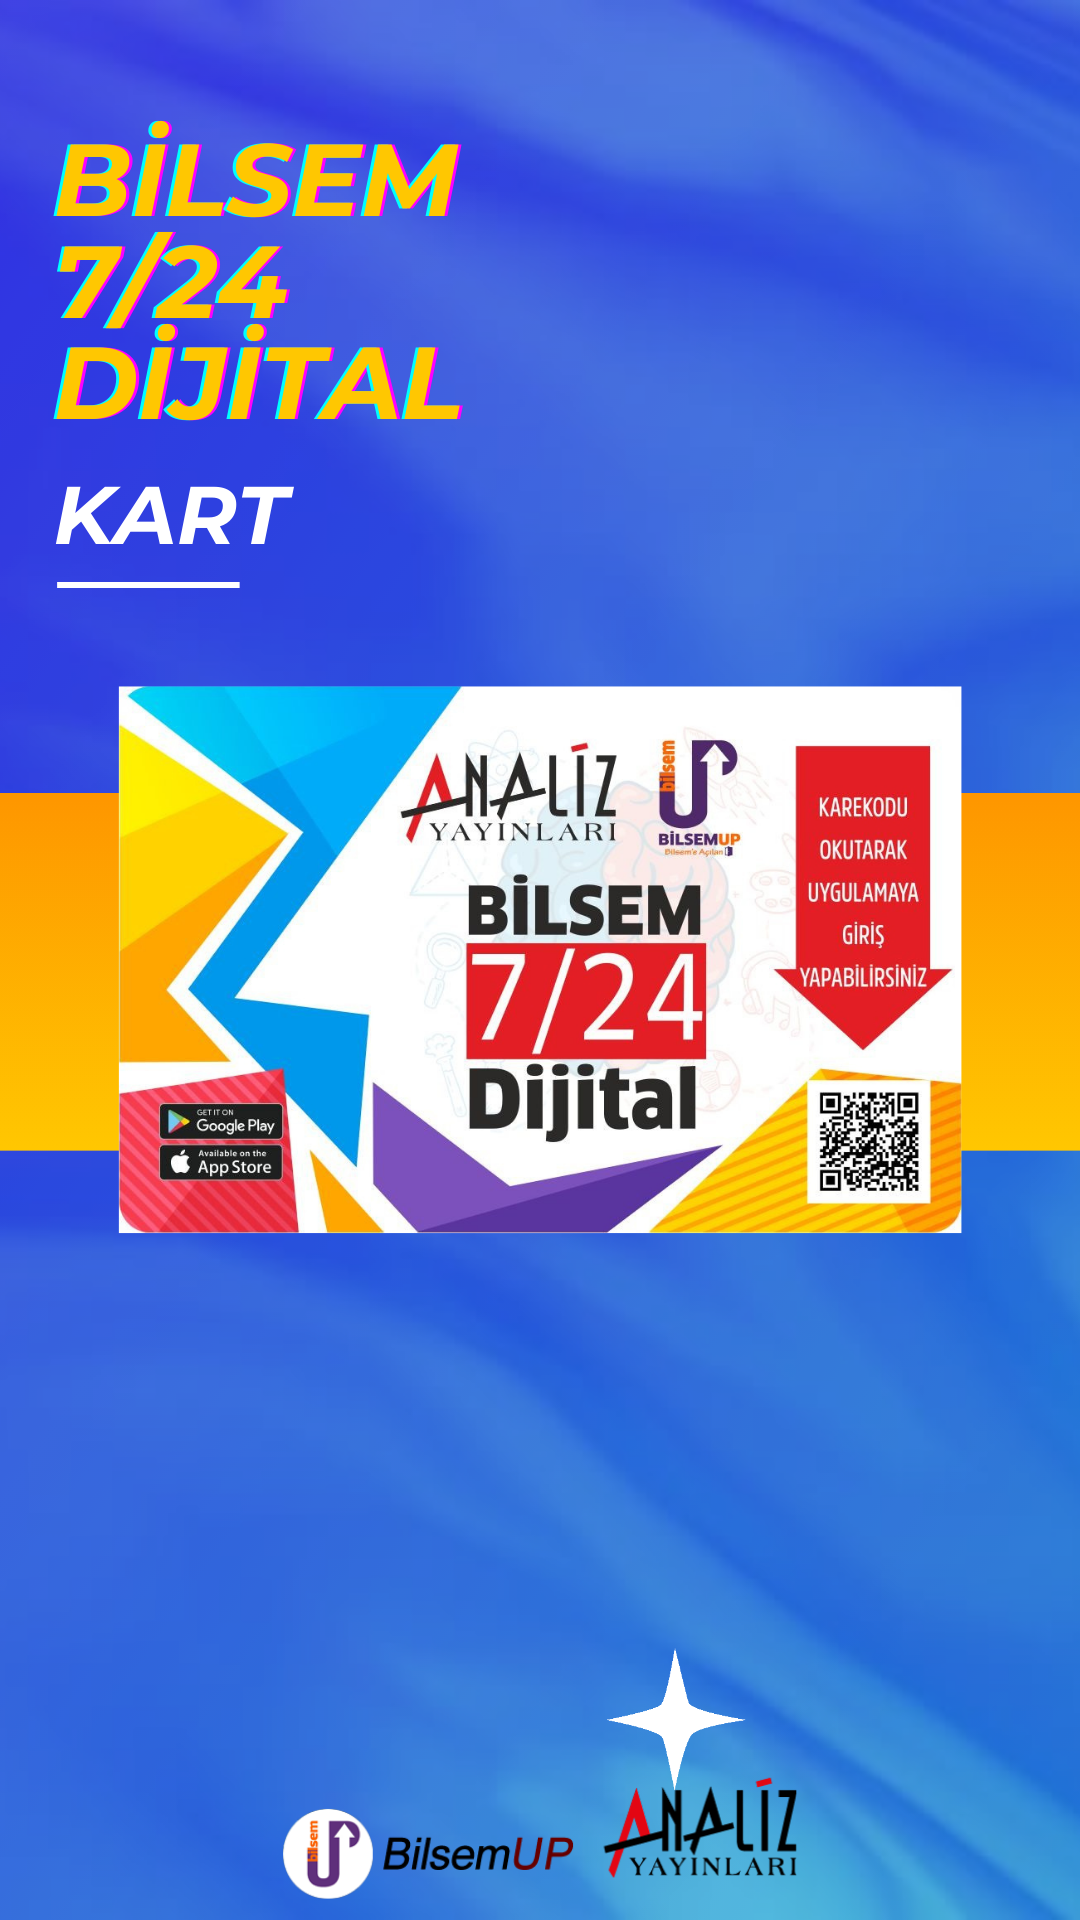 BİLSEM
7/24
DİJİTAL
KART
ANALİZ
YAYINLARI
bilsem
BİLSEMUP
Bilsem'e Açılan
BİLSEM
7/24
Dijital
KAREKODU
OKUTARAK
UYGULAMAYA
GİRİŞ
YAPABİLİRSİNİZ
GET IT ON
Google Play
Available on the
App Store
bilsem
BilsemUP
ANALİZ
YAYINLARI